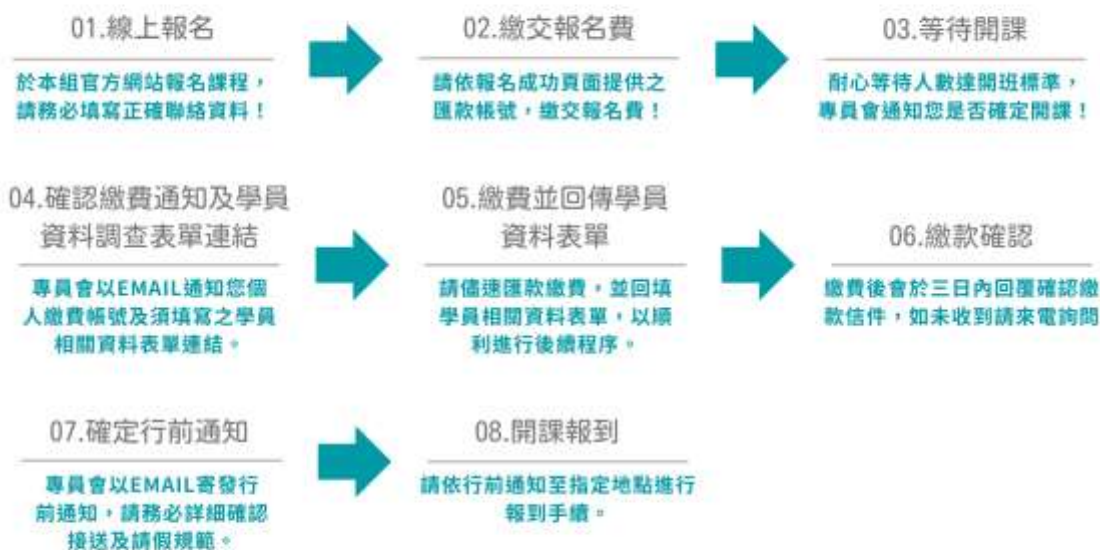 01.線上報名
於本組官方網站報名課程，
請務必填寫正確聯絡資料！
02.繳交報名費
請依報名成功頁面提供之
匯款帳號，繳交報名費！
03.等待開課
耐心等待人數達開班標準，
專員會通知您是否確定開課！
04.確認繳費通知及學員
資料調查表單連結
專員會以EMAIL通知您個
人繳費帳號及須填寫之學員
相關資料表單連結。
05.繳費並回傳學員
資料表單
請儘速匯款繳費，並回填
學員相關資料表單，以順
利進行後續程序。
06.繳款確認
繳費後會於三日內回覆確認繳
款信件，如未收到請來電詢問
07.確定行前通知
專員會以EMAIL寄發行
前通知，請務必詳細確認
接送及請假規範。
08.開課報到
請依行前通知至指定地點進行
報到手續。